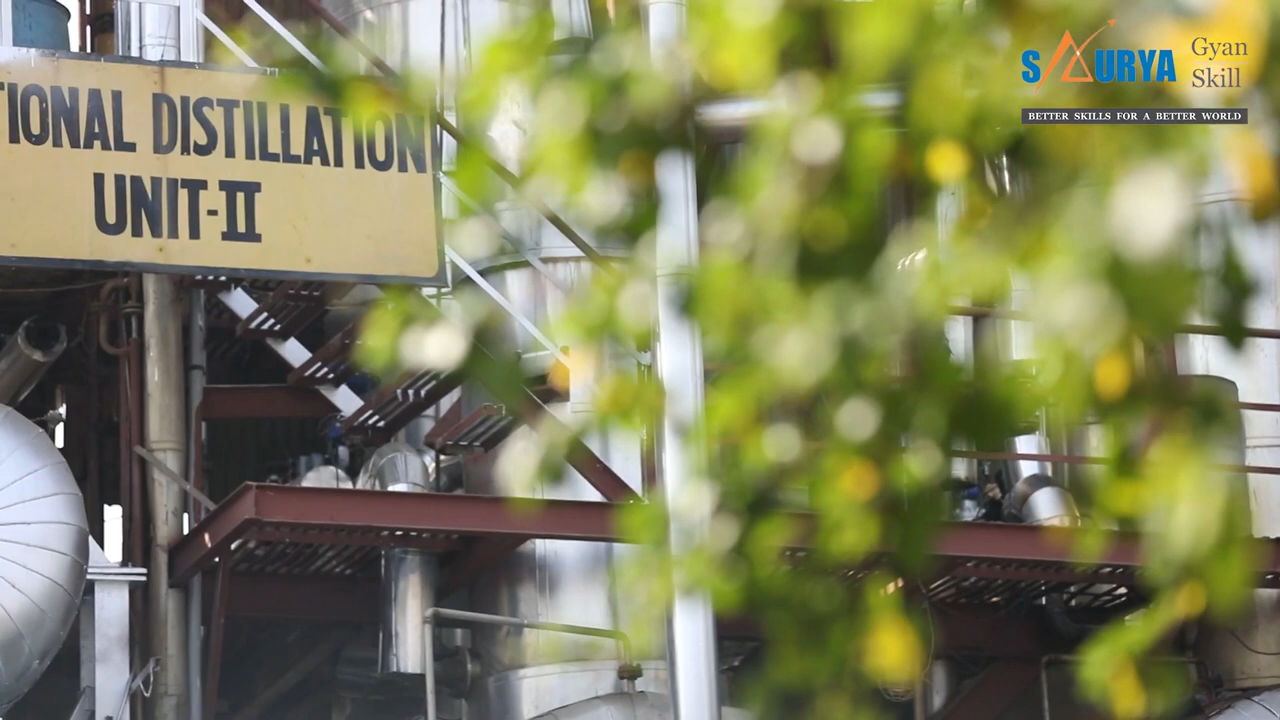 TIONAL DISTILLATION
UNIT-II
SAURYA
Gyan
Skill
BETTER SKILLS FOR A BETTER WORLD